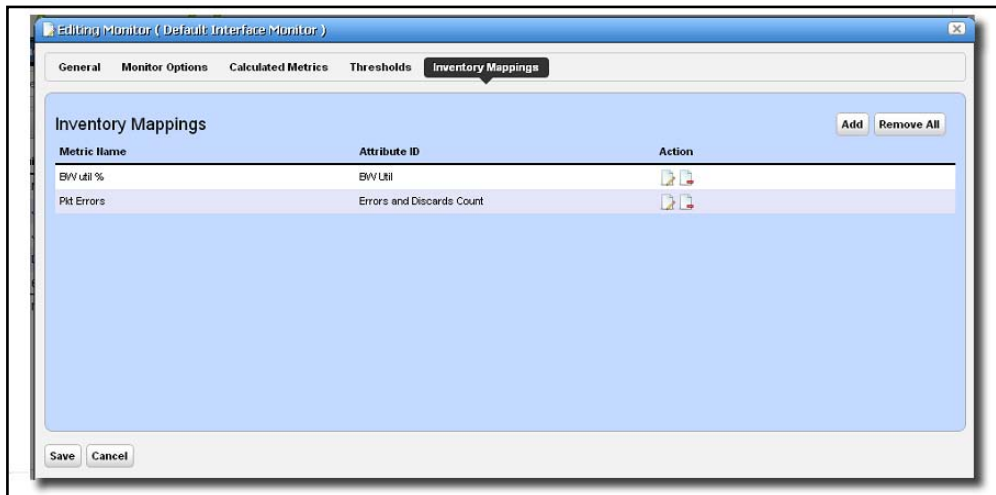 Editing Monitor ( Default Interface Monitor )
General Monitor Options Calculated Metrics Thresholds Inventory Mappings
Inventory Mappings Add Remove All
Metric Name Attribute ID Action
BW util % BW Util
Pkt Errors Errors and Discards Count
Save Cancel